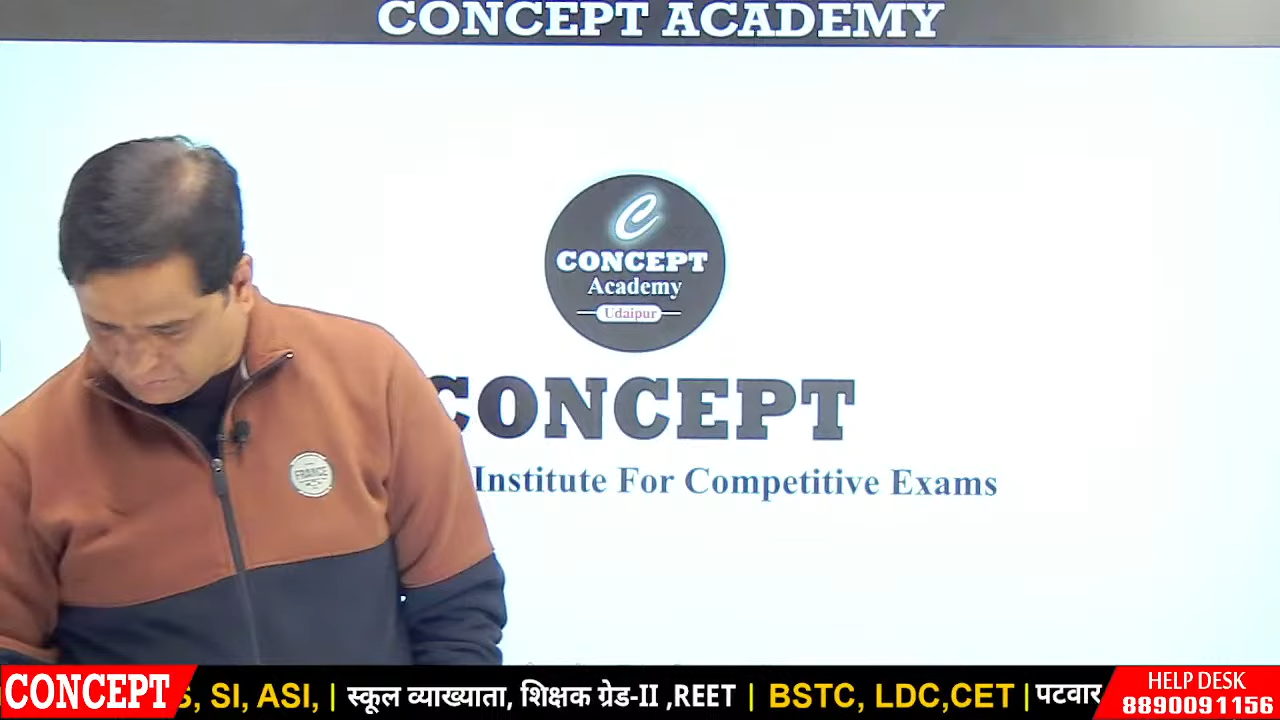 CONCEPT ACADEMY
C
CONCEPT
Academy
Udaipur
CONCEPT
Institute For Competitive Exams
FRANCE
CONCEPT
S, SI, ASI, | स्कूल व्याख्याता, शिक्षक ग्रेड-II ,REET | BSTC, LDC,CET | पटवार
HELP DESK
8890091156